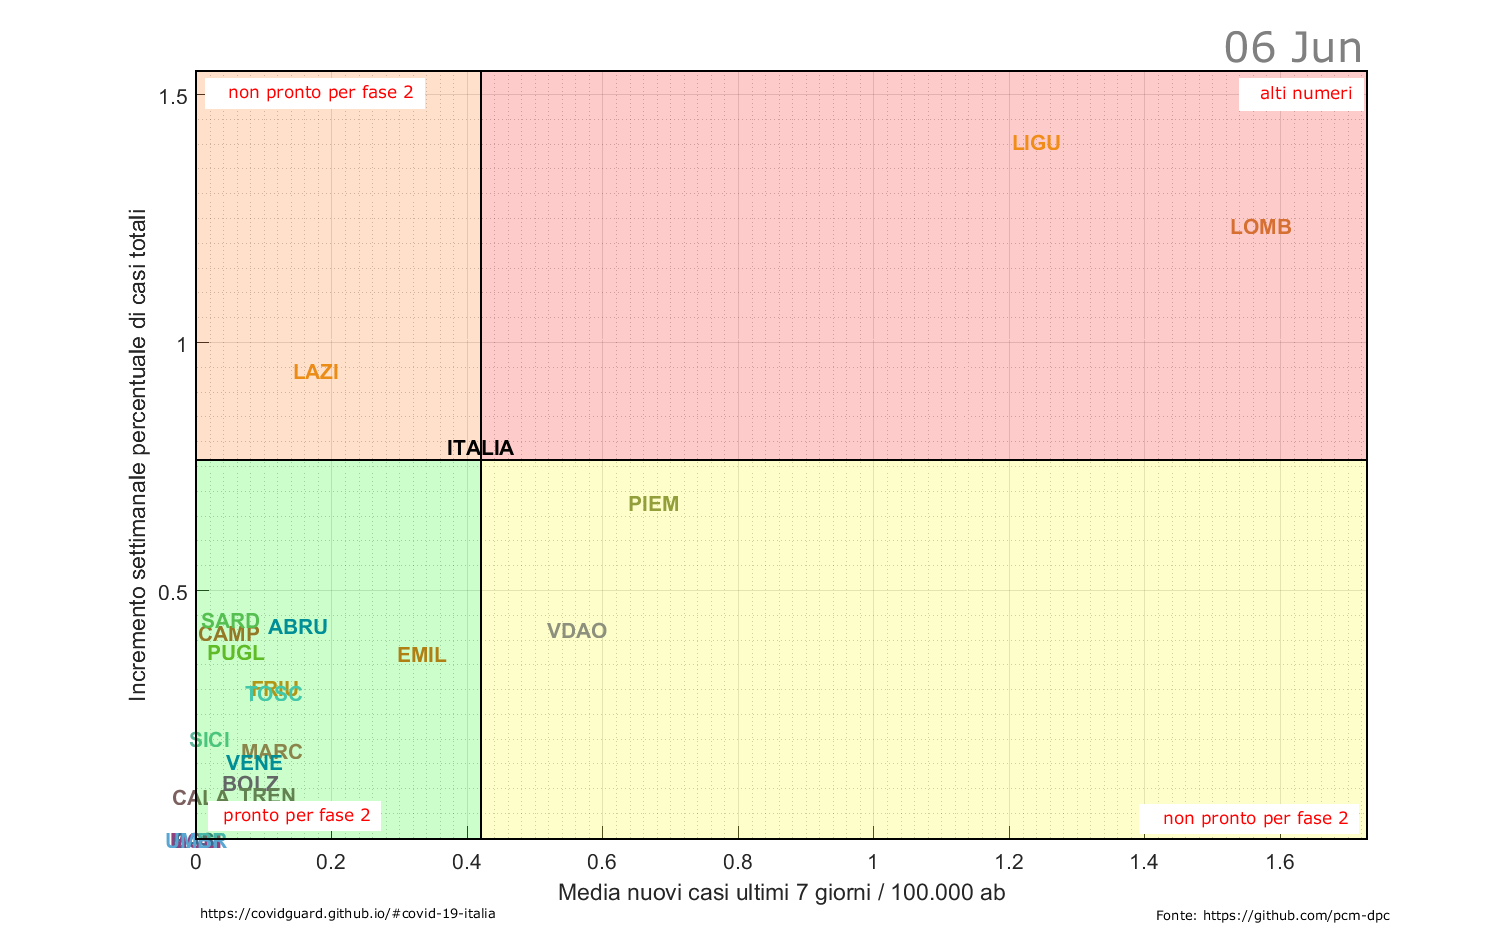 06 Jun
non pronto per fase 2
alti numeri
1.5
LIGU
LOMB
1
LAZI
ITALIA
PIEM
0.5
SARD
ABRU
CAMP
VDAO
PUGL
EMIL
FRIU
TOSC
SICI
MARC
VENE
BOLZ
CALA
TREN
pronto per fase 2
non pronto per fase 2
0 0.2 0.4 0.6 0.8 1 1.2 1.4 1.6
Incremento settimanale percentuale di casi totali
Media nuovi casi ultimi 7 giorni / 100.000 ab
https://covidguard.github.io/#covid-19-italia
Fonte: https://github.com/pcm-dpc